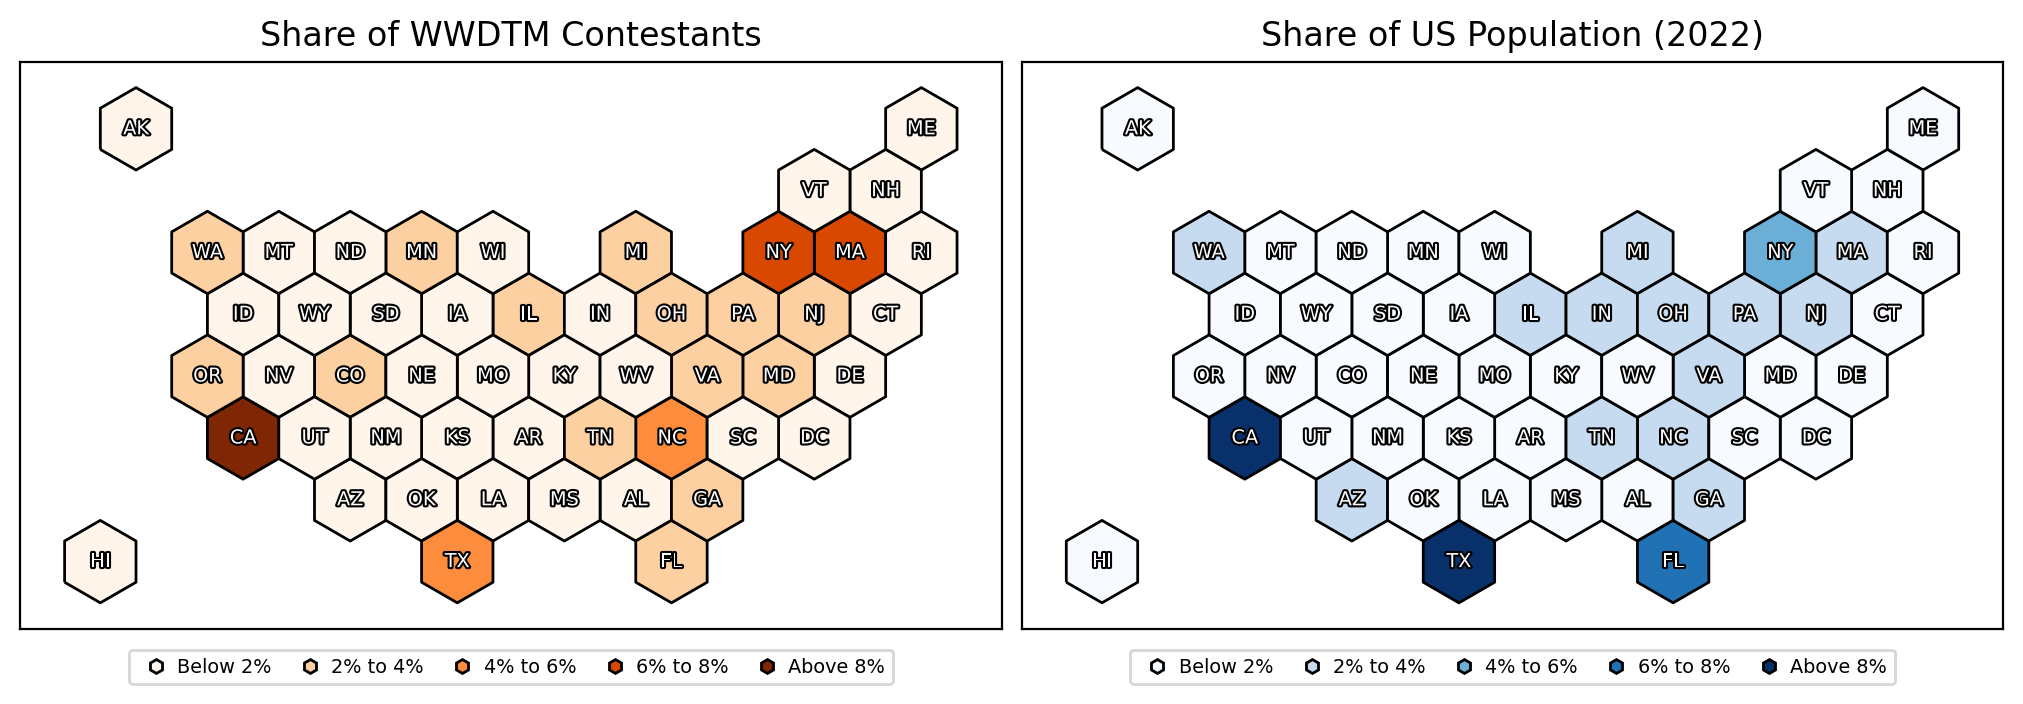 Share of WWDTM Contestants
AK
ME
VT NH
WA MT ND MN WI MI NY MA RI
ID WY SD IA IL IN OH PA NJ CT
OR NV CO NE MO KY WV VA MD DE
CA UT NM KS AR TN NC SC DC
AZ OK LA MS AL GA
HI TX FL
Below 2% 2% to 4% 4% to 6% 6% to 8% Above 8%
Share of US Population (2022)
AK
ME
VT NH
WA MT ND MN WI MI NY MA RI
ID WY SD IA IL IN OH PA NJ CT
OR NV CO NE MO KY WV VA MD DE
CA UT NM KS AR TN NC SC DC
AZ OK LA MS AL GA
HI TX FL
Below 2% 2% to 4% 4% to 6% 6% to 8% Above 8%